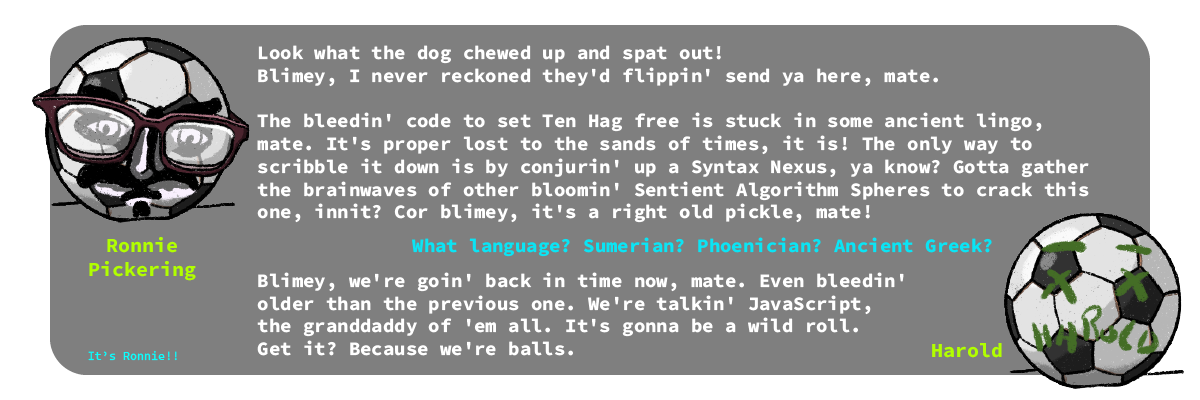 Look what the dog chewed up and spat out!
Blimey, I never reckoned they'd flippin' send ya here, mate.
The bleedin' code to set Ten Hag free is stuck in some ancient lingo,
mate. It's proper lost to the sands of times, it is! The only way to
scribble it down is by conjurin' up a Syntax Nexus, ya know? Gotta gather
the brainwaves of other bloomin' Sentient Algorithm Spheres to crack this
one, innit? Cor blimey, it's a right old pickle, mate!
Ronnie
Pickering
What language? Sumerian? Phoenician? Ancient Greek?
Blimey, we're goin' back in time now, mate. Even bleedin'
older than the previous one. We're talkin' JavaScript,
the granddaddy of 'em all. It's gonna be a wild roll.
Get it? Because we're balls.
It's Ronnie!!
Harold
HAROLD